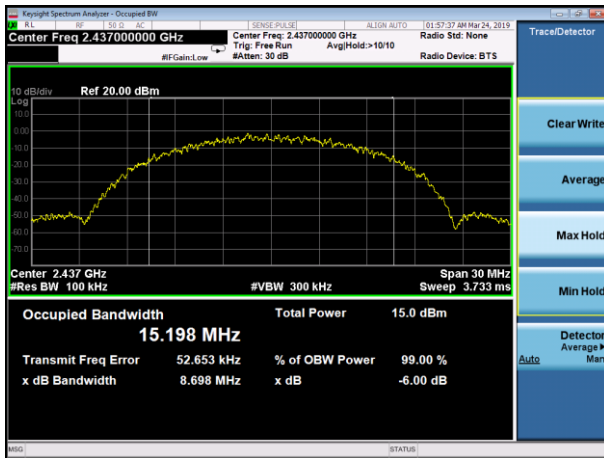 Keysight Spectrum Analyzer - Occupied BW
RL RF 50 Ω AC SENSE:PULSE ALIGN AUTO 01:57:37 AM Mar 24, 2019
Center Freq 2.437000000 GHz
Center Freq: 2.437000000 GHz
Radio Std: None
Trig: Free Run Avg|Hold:>10/10
#IFGain:Low #Atten: 30 dB Radio Device: BTS
Trace/Detector
10 dB/div Ref 20.00 dBm
Log
10.0
0.00
-10.0
-20.0
-30.0
-40.0
-50.0
-60.0
-70.0
Center 2.437 GHz Span 30 MHz
#Res BW 100 kHz #VBW 300 kHz Sweep 3.733 ms
Occupied Bandwidth Total Power 15.0 dBm
15.198 MHz
Transmit Freq Error 52.653 kHz % of OBW Power 99.00 %
x dB Bandwidth 8.698 MHz x dB -6.00 dB
Clear Write
Average
Max Hold
Min Hold
Detector
Average
Auto Man
MSG STATUS